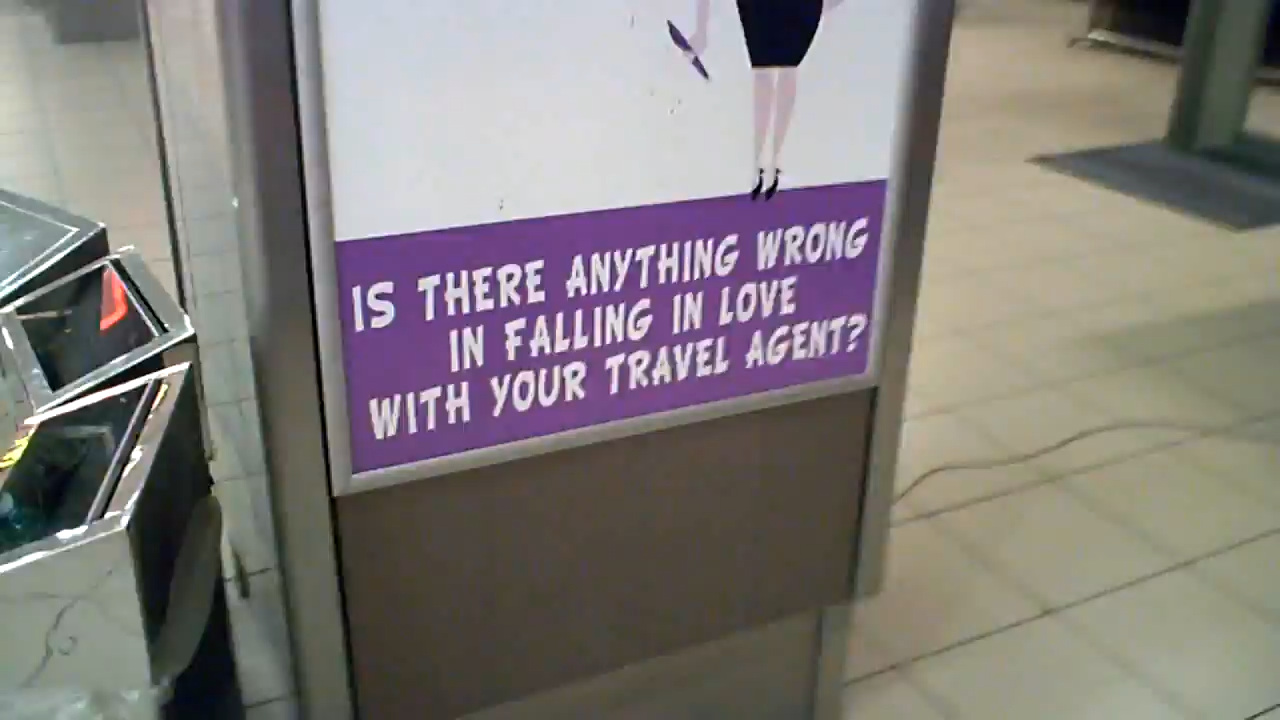 IS THERE ANYTHING WRONG
IN FALLING IN LOVE
WITH YOUR TRAVEL AGENT?